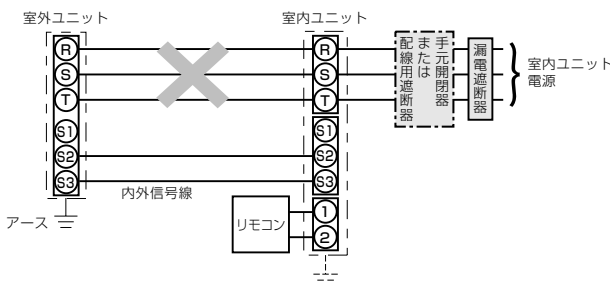 室外ユニット
室内ユニット
R
S
T
S1
S2
S3
R
S
T
S1
S2
S3
1
2
手元開閉器
または
配線用遮断器
漏電遮断器
室内ユニット
電源
内外信号線
アース
リモコン